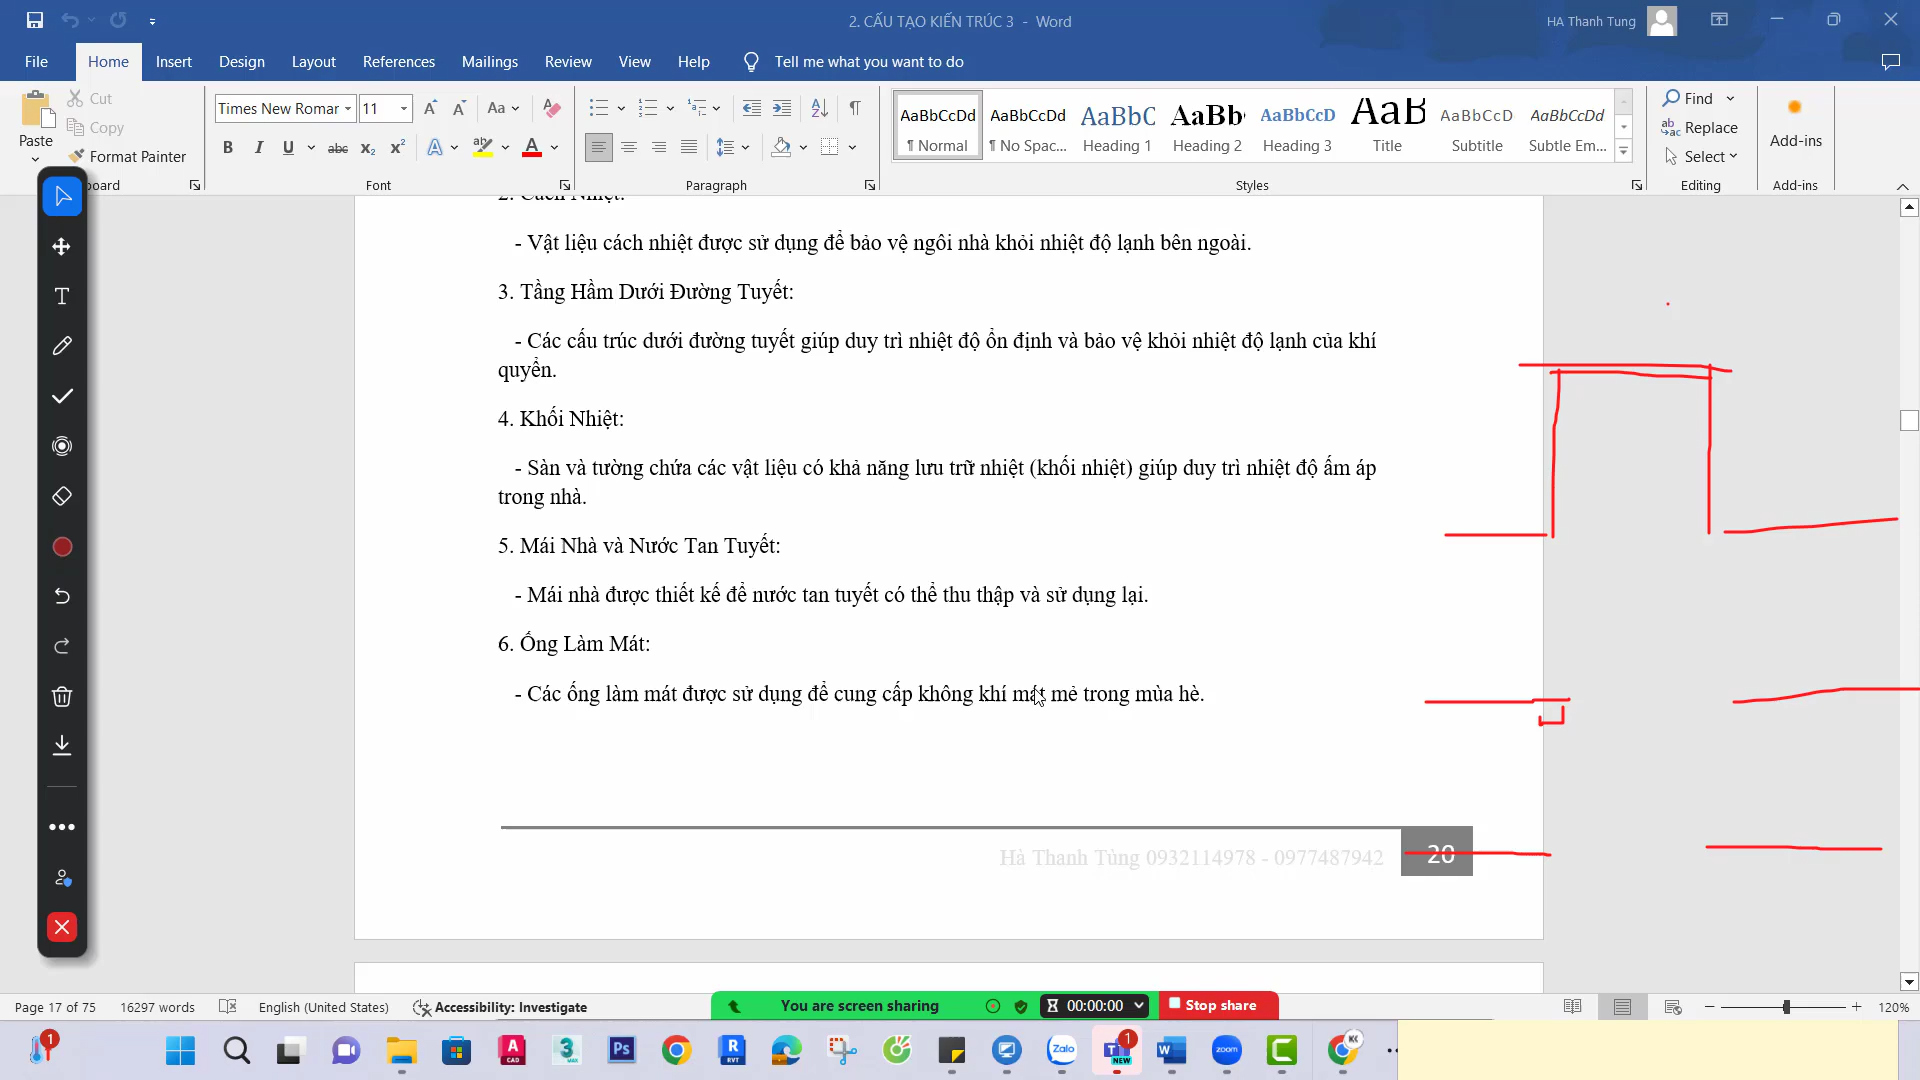 2. CẤU TẠO KIẾN TRÚC 3 - Word
HA Thanh Tung
File Home Insert Design Layout References Mailings Review View Help Tell me what you want to do
Paste
Cut
Copy
Format Painter
board
Times New Romar 11
Font
Paragraph
AaBbCcDd AaBbCcDd AaBbC AaBb AaBbCcD AaB AaBbCcD AaBbCcDd
¶ Normal ¶ No Spac... Heading 1 Heading 2 Heading 3 Title Subtitle Subtle Em...
Styles
Find
Replace
Select
Editing
Add-ins
Add-ins
2. Cách Nhiệt:
- Vật liệu cách nhiệt được sử dụng để bảo vệ ngôi nhà khỏi nhiệt độ lạnh bên ngoài.
3. Tầng Hầm Dưới Đường Tuyết:
- Các cấu trúc dưới đường tuyết giúp duy trì nhiệt độ ổn định và bảo vệ khỏi nhiệt độ lạnh của khí
quyển.
4. Khối Nhiệt:
- Sàn và tường chứa các vật liệu có khả năng lưu trữ nhiệt (khối nhiệt) giúp duy trì nhiệt độ ấm áp
trong nhà.
5. Mái Nhà và Nước Tan Tuyết:
- Mái nhà được thiết kế để nước tan tuyết có thể thu thập và sử dụng lại.
6. Ống Làm Mát:
- Các ống làm mát được sử dụng để cung cấp không khí mát mẻ trong mùa hè.
Hà Thanh Tùng 0932114978 - 0977487942
20
Page 17 of 75 16297 words English (United States) Accessibility: Investigate
You are screen sharing 00:00:00 Stop share
120%